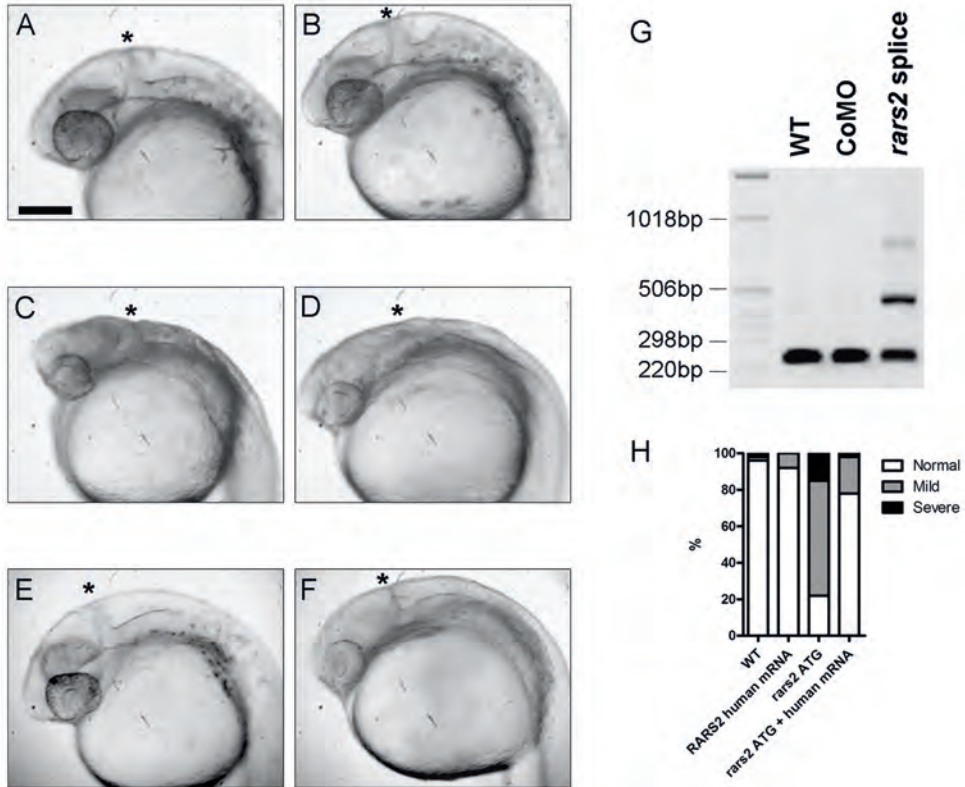 A
*
B
*
C
*
D
*
E
*
F
*
G
WT
CoMO
rars2 splice
1018bp
506bp
298bp
220bp
H
100
80
60
40
20
0
%
Normal
Mild
Severe
WT
RARS2 human mRNA
rars2 ATG
rars2 ATG + human mRNA